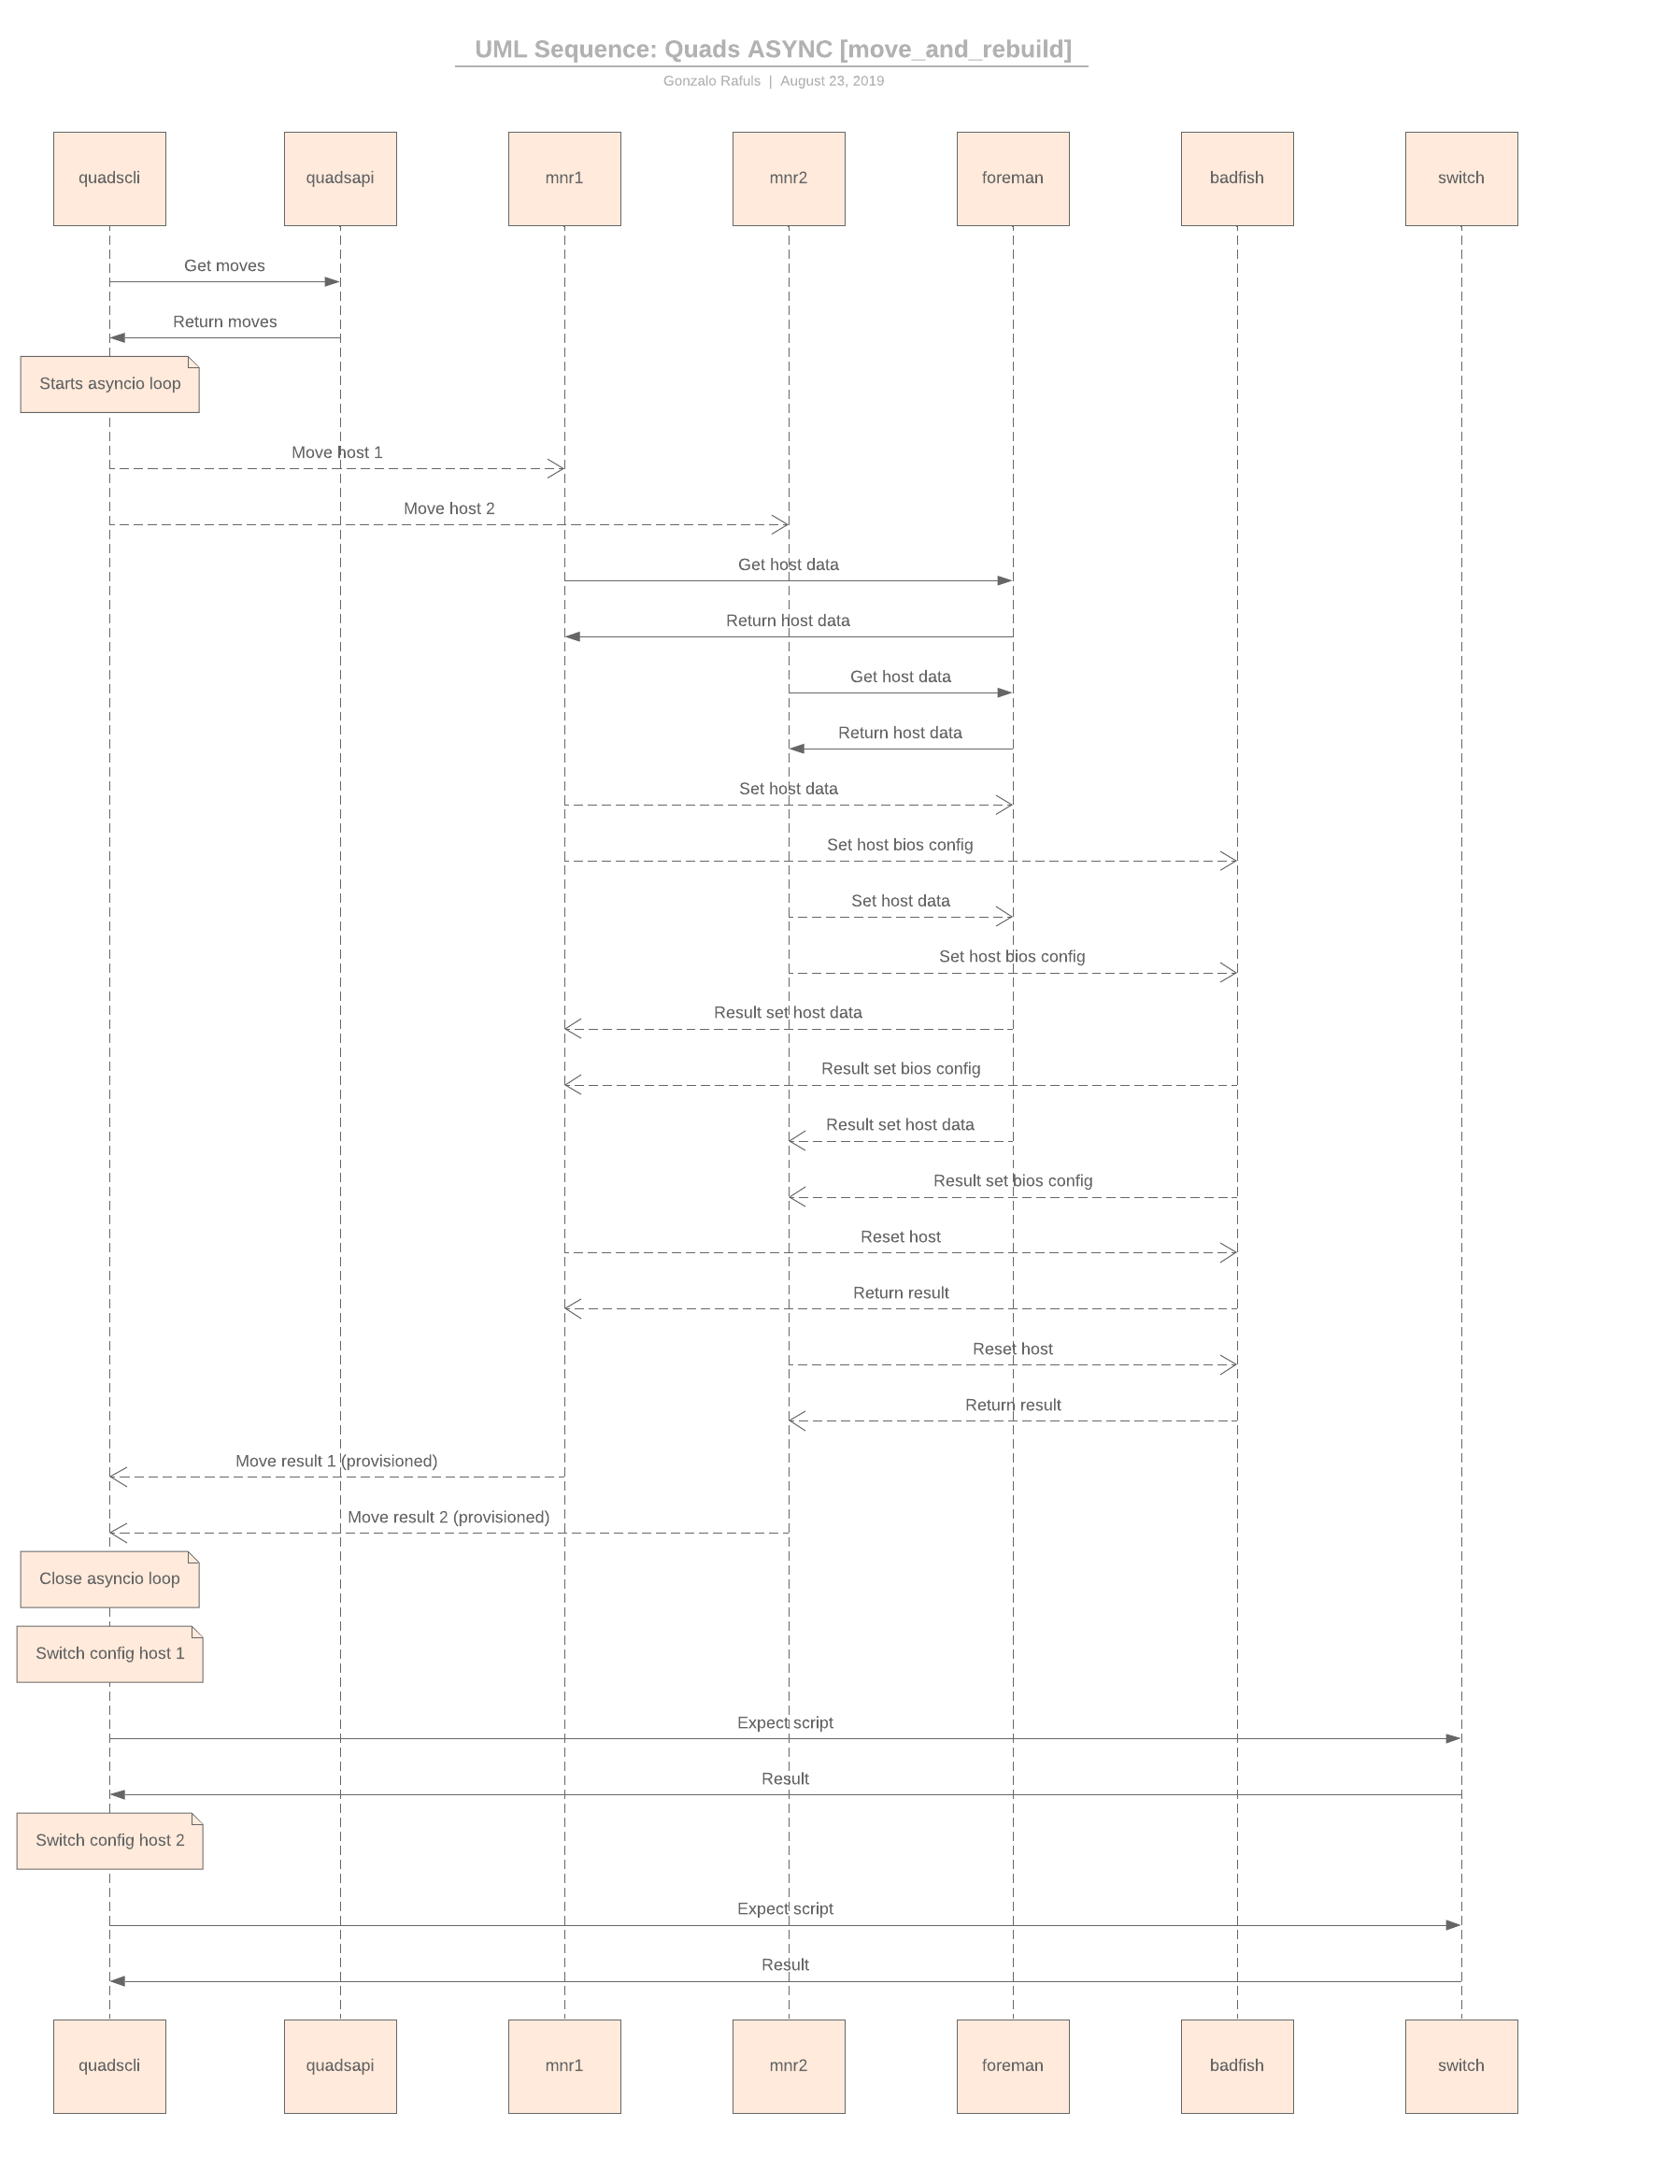 UML Sequence: Quads ASYNC [move_and_rebuild]
Gonzalo Rafuls | August 23, 2019
quadscli
quadsapi
mnr1
mnr2
foreman
badfish
switch
Get moves
Return moves
Starts asyncio loop
Move host 1
Move host 2
Get host data
Return host data
Get host data
Return host data
Set host data
Set host bios config
Set host data
Set host bios config
Result set host data
Result set bios config
Result set host data
Result set bios config
Reset host
Return result
Reset host
Return result
Move result 1 (provisioned)
Move result 2 (provisioned)
Close asyncio loop
Switch config host 1
Expect script
Result
Switch config host 2
Expect script
Result
quadscli
quadsapi
mnr1
mnr2
foreman
badfish
switch